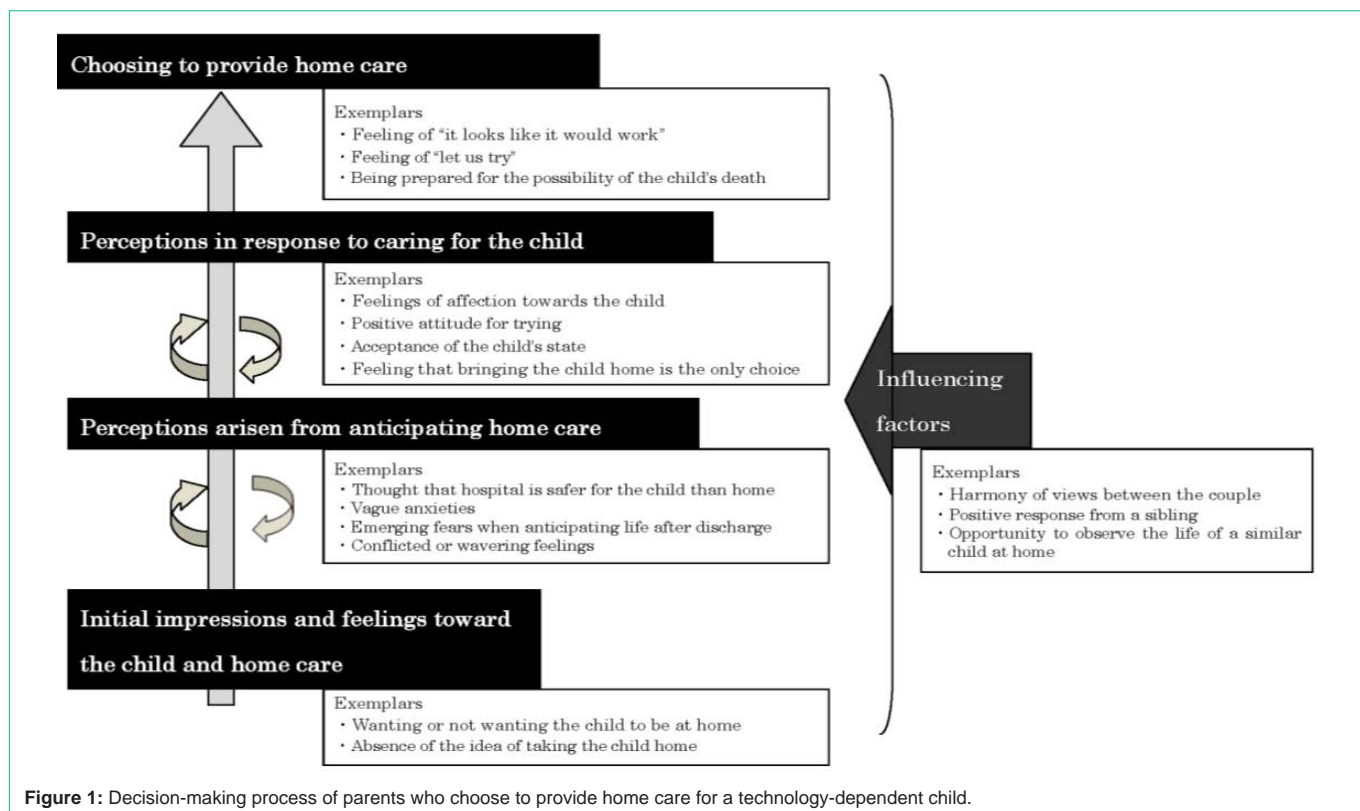 Choosing to provide home care
Exemplars
・Feeling of “it looks like it would work”
・Feeling of “let us try”
・Being prepared for the possibility of the child’s death
Perceptions in response to caring for the child
Exemplars
・Feelings of affection towards the child
・Positive attitude for trying
・Acceptance of the child’s state
・Feeling that bringing the child home is the only choice
Perceptions arisen from anticipating home care
Exemplars
・Thought that hospital is safer for the child than home
・Vague anxieties
・Emerging fears when anticipating life after discharge
・Conflicted or wavering feelings
Initial impressions and feelings toward
the child and home care
Exemplars
・Wanting or not wanting the child to be at home
・Absence of the idea of taking the child home
Influencing
factors
Exemplars
・Harmony of views between the couple
・Positive response from a sibling
・Opportunity to observe the life of a similar
child at home
Figure 1: Decision-making process of parents who choose to provide home care for a technology-dependent child.